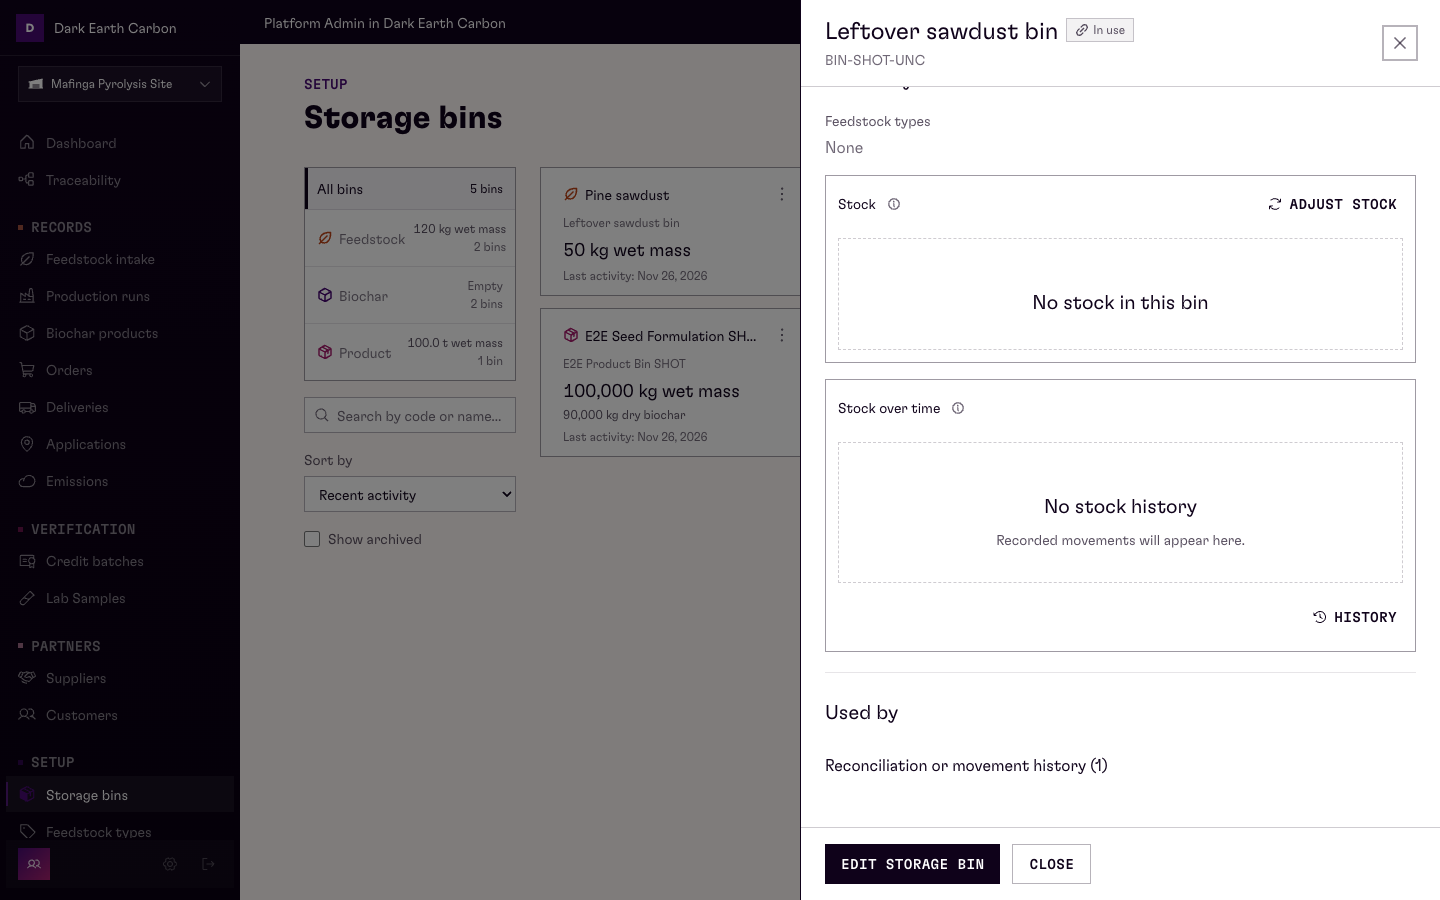 D Dark Earth Carbon
Mafinga Pyrolysis Site
Dashboard
Traceability
RECORDS
Feedstock intake
Production runs
Biochar products
Orders
Deliveries
Applications
Emissions
VERIFICATION
Credit batches
Lab Samples
PARTNERS
Suppliers
Customers
SETUP
Storage bins
Feedstock types
Platform Admin in Dark Earth Carbon
SETUP
Storage bins
All bins 5 bins
Feedstock 120 kg wet mass
2 bins
Biochar Empty
2 bins
Product 100.0 t wet mass
1 bin
Search by code or name...
Sort by
Recent activity
Show archived
Pine sawdust
Leftover sawdust bin
50 kg wet mass
Last activity: Nov 26, 2026
E2E Seed Formulation SH...
E2E Product Bin SHOT
100,000 kg wet mass
90,000 kg dry biochar
Last activity: Nov 26, 2026
Leftover sawdust bin In use
BIN-SHOT-UNC
Feedstock types
None
Stock ADJUST STOCK
No stock in this bin
Stock over time
No stock history
Recorded movements will appear here.
HISTORY
Used by
Reconciliation or movement history (1)
EDIT STORAGE BIN CLOSE